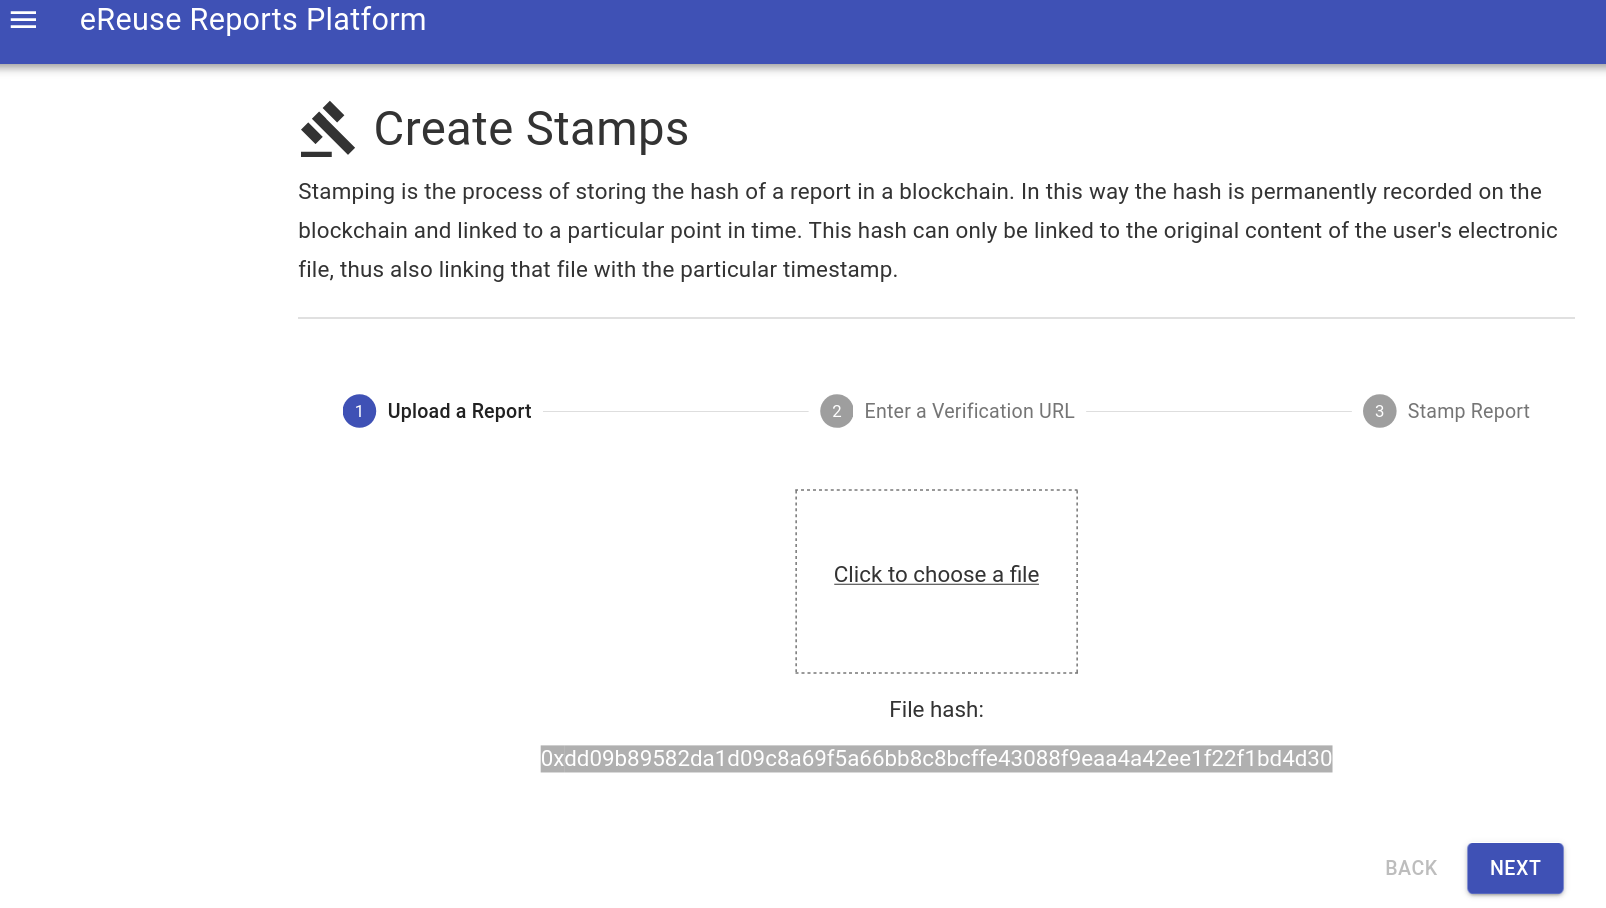 eReuse Reports Platform
Create Stamps
Stamping is the process of storing the hash of a report in a blockchain. In this way the hash is permanently recorded on the
blockchain and linked to a particular point in time. This hash can only be linked to the original content of the user's electronic
file, thus also linking that file with the particular timestamp.
1 Upload a Report 2 Enter a Verification URL 3 Stamp Report
Click to choose a file
File hash:
0xdd09b89582da1d09c8a69f5a66bb8c8bcffe43088f9eaa4a42ee1f22f1bd4d30
BACK NEXT